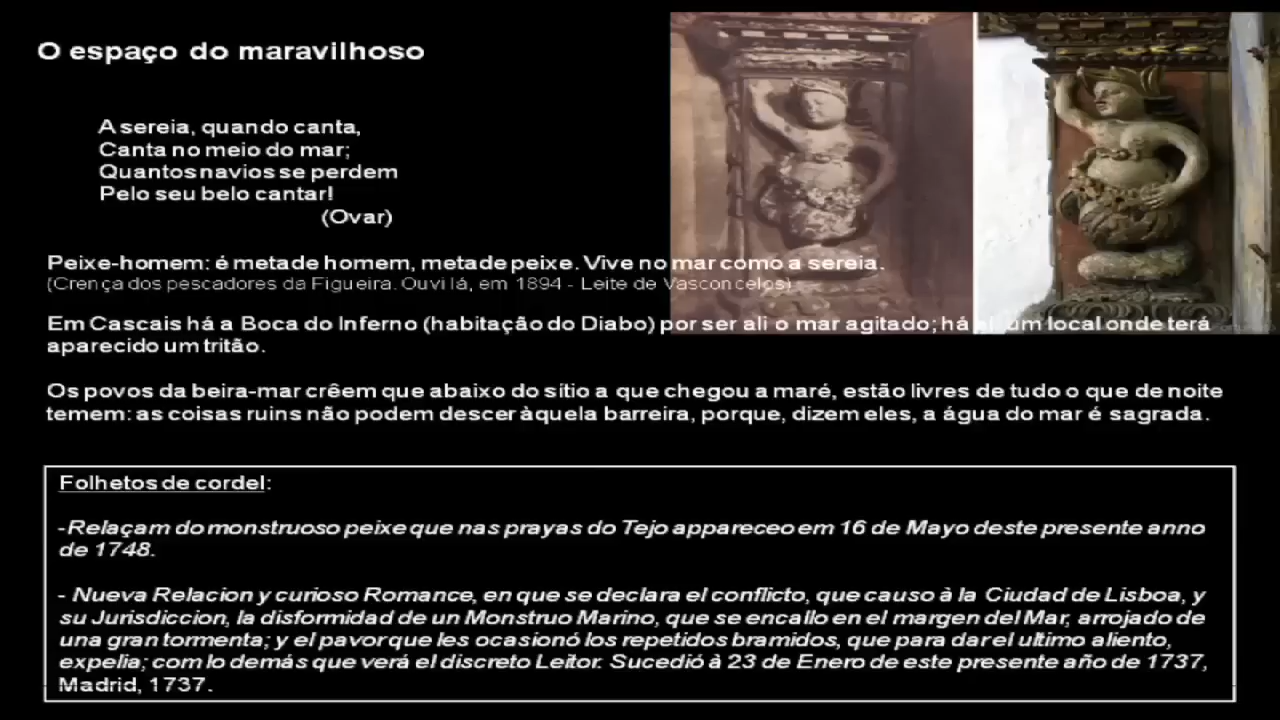 O espaço do maravilhoso
A sereia, quando canta,
Canta no meio do mar;
Quantos navios se perdem
Pelo seu belo cantar!
(Ovar)
Peixe-homem: é metade homem, metade peixe. Vive no mar como a sereia.
(Crença dos pescadores da Figueira. Ouvi lá, em 1894 - Leite de Vasconcelos)
Em Cascais há a Boca do Inferno (habitação do Diabo) por ser ali o mar agitado; há algum local onde terá
aparecido um tritão.
Os povos da beira-mar crêem que abaixo do sítio a que chegou a maré, estão livres de tudo o que de noite
temem: as coisas ruins não podem descer àquela barreira, porque, dizem eles, a água do mar é sagrada.
Folhetos de cordel:
-Relaçam do monstruoso peixe que nas prayas do Tejo appareceo em 16 de Mayo deste presente anno
de 1748.
- Nueva Relacion y curioso Romance, en que se declara el conflicto, que causo à la Ciudad de Lisboa, y
su Jurisdiccion, la disformidad de un Monstruo Marino, que se encallo en el margen del Mar, arrojado de
una gran tormenta; y el pavor que les ocasionó los repetidos bramidos, que para dar el ultimo aliento,
expelia; com lo demás que verá el discreto Leitor. Sucedió à 23 de Enero de este presente año de 1737,
Madrid, 1737.